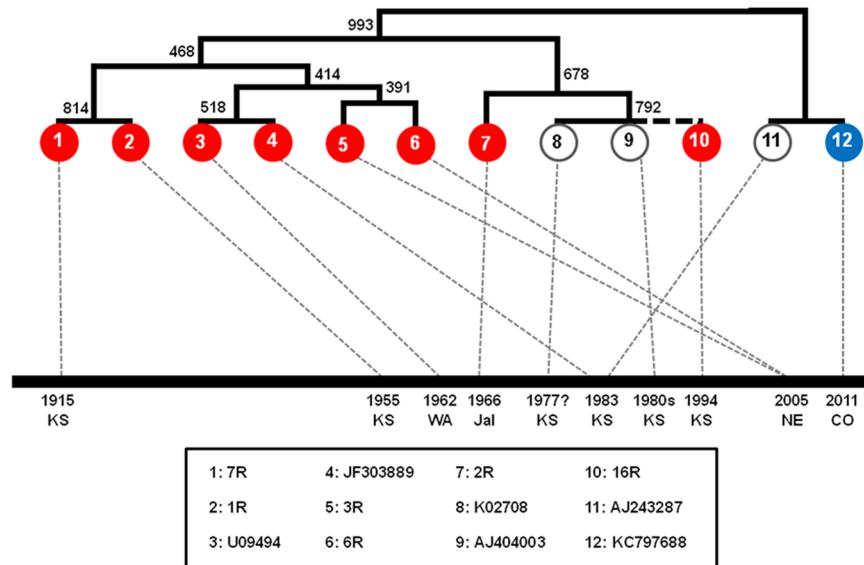 993
468
414
678
391
814
518
792
1 2 3 4 5 6 7 8 9 10 11 12
1915 1955 1962 1966 1977? 1983 1980s 1994 2005 2011
KS KS WA Jal KS KS KS KS NE CO
1: 7R 4: JF303889 7: 2R 10: 16R
2: 1R 5: 3R 8: K02708 11: AJ243287
3: U09494 6: 6R 9: AJ404003 12: KC797688